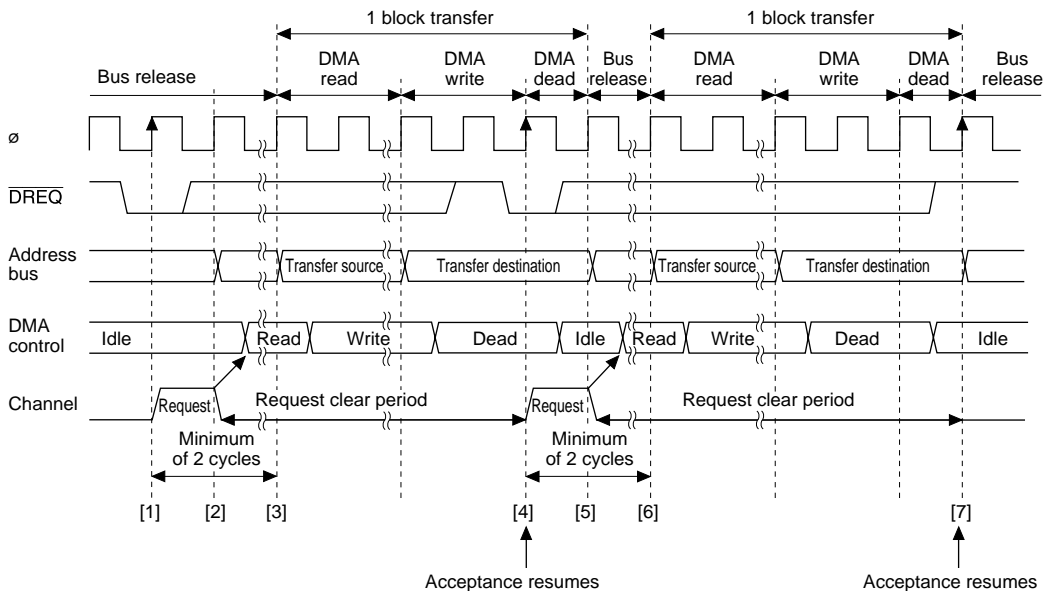 1 block transfer 1 block transfer
DMA DMA DMA Bus DMA DMA DMA Bus
Bus release read write dead release read write dead release
ø
DREQ
Address
bus
Transfer source Transfer destination Transfer source Transfer destination
DMA
control
Idle Read Write Dead Idle Read Write Dead Idle
Channel
Request Request clear period Request Request clear period
Minimum Minimum
of 2 cycles of 2 cycles
[1] [2] [3] [4] [5] [6] [7]
Acceptance resumes Acceptance resumes